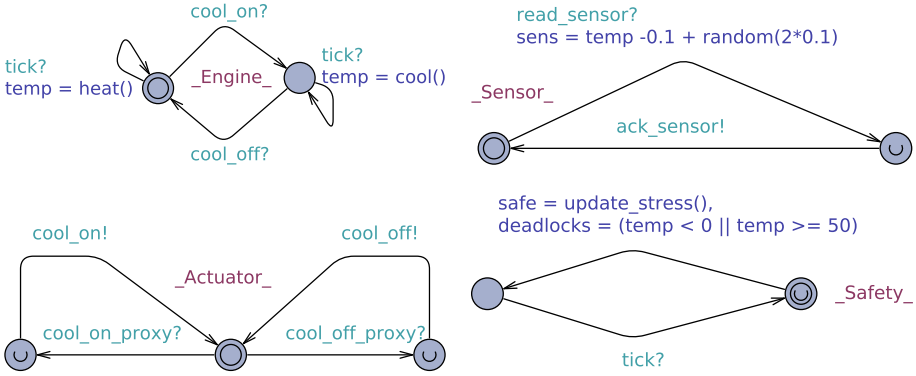 cool_on?
tick?
temp = heat()
_Engine_
tick?
temp = cool()
cool_off?
read_sensor?
sens = temp -0.1 + random(2*0.1)
_Sensor_
ack_sensor!
cool_on!
cool_off!
_Actuator_
cool_on_proxy?
cool_off_proxy?
safe = update_stress(),
deadlocks = (temp < 0 || temp >= 50)
_Safety_
tick?